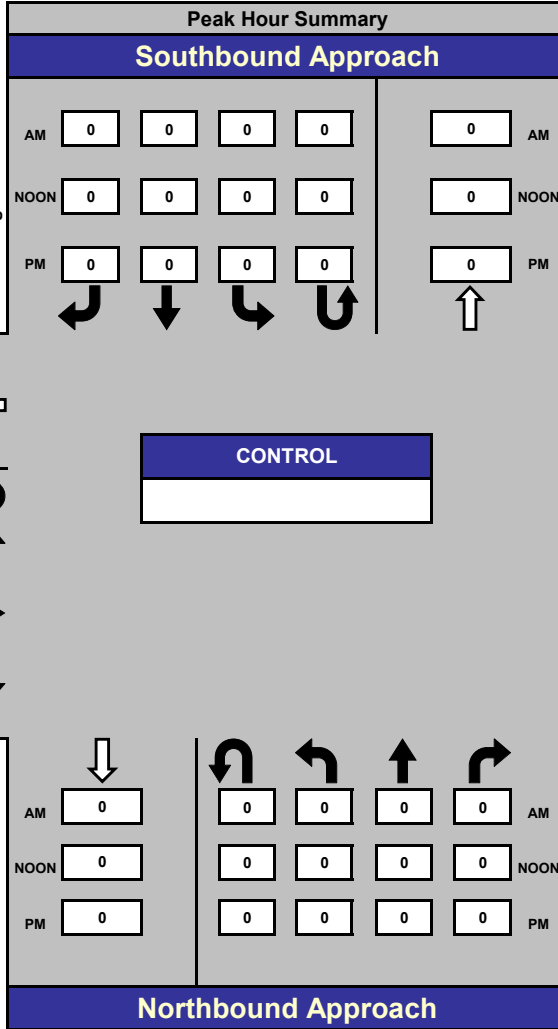 Peak Hour Summary
Southbound Approach
AM 0 0 0 0 0 AM
NOON 0 0 0 0 0 NOON
PM 0 0 0 0 0 PM
CONTROL
AM 0 0 0 0 0 AM
NOON 0 0 0 0 0 NOON
PM 0 0 0 0 0 PM
Northbound Approach